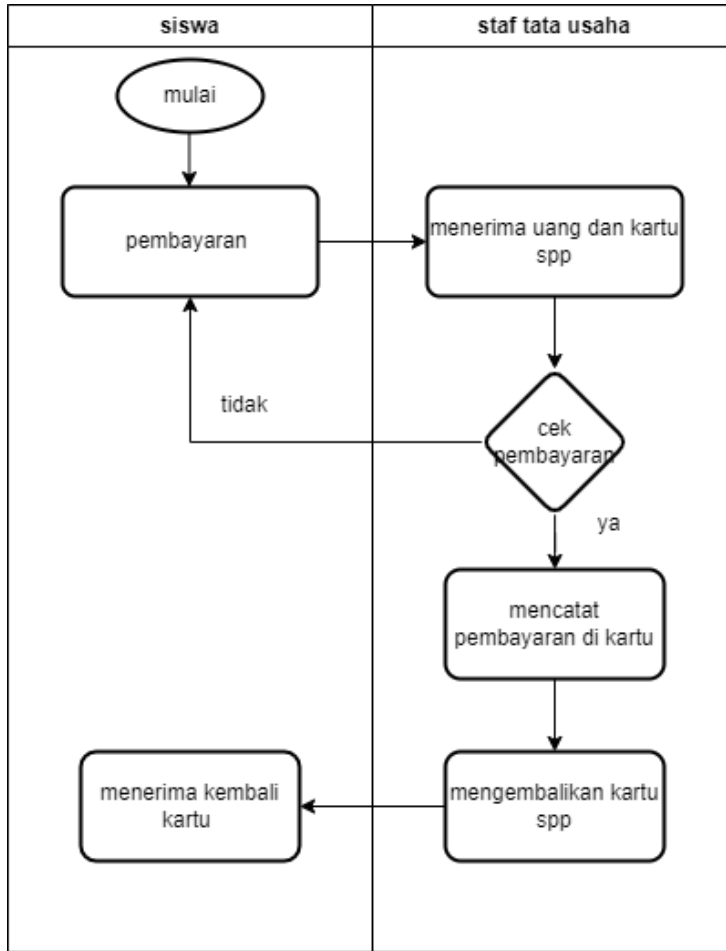 siswa
staf tata usaha
mulai
pembayaran
menerima uang dan kartu
spp
tidak
cek
pembayaran
ya
mencatat
pembayaran di kartu
menerima kembali
kartu
mengembalikan kartu
spp